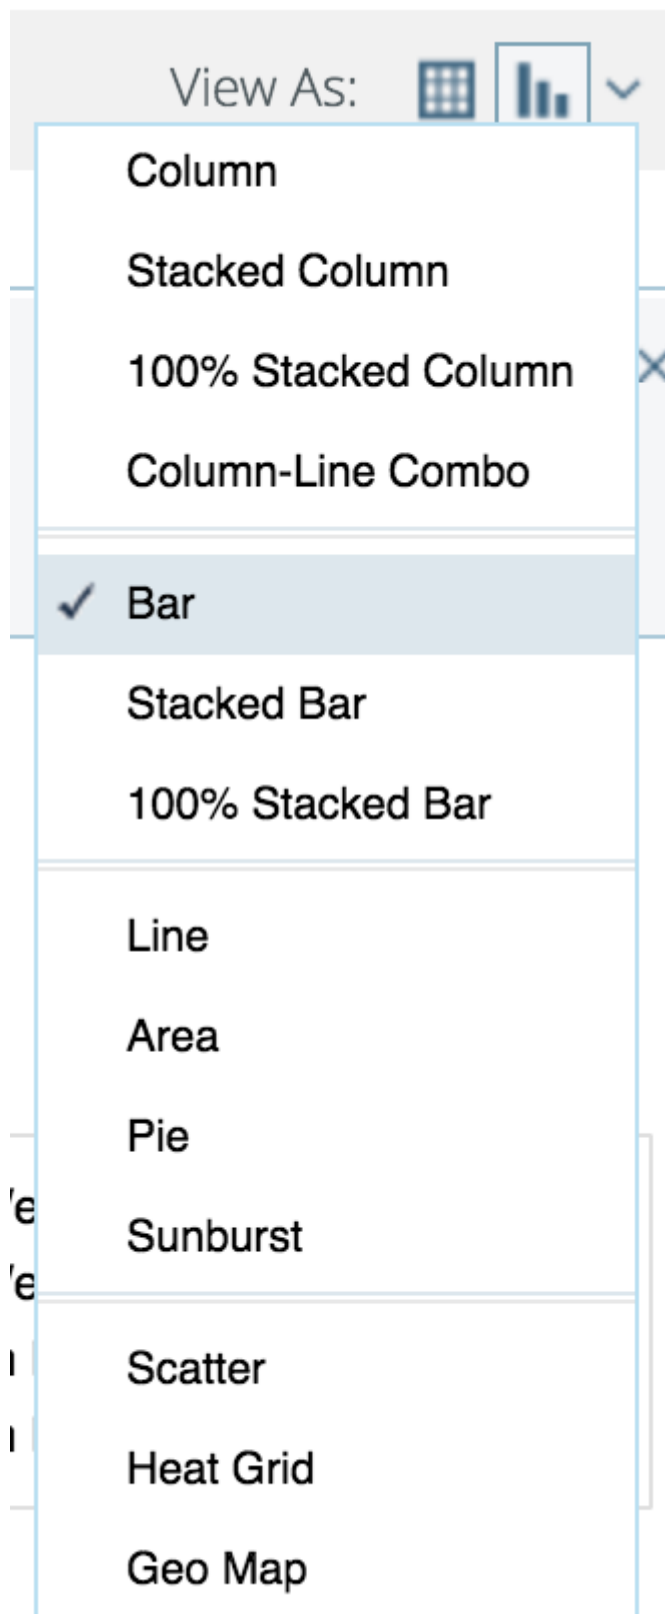 View As:
Column
Stacked Column
100% Stacked Column
Column-Line Combo
Bar
Stacked Bar
100% Stacked Bar
Line
Area
Pie
Sunburst
Scatter
Heat Grid
Geo Map